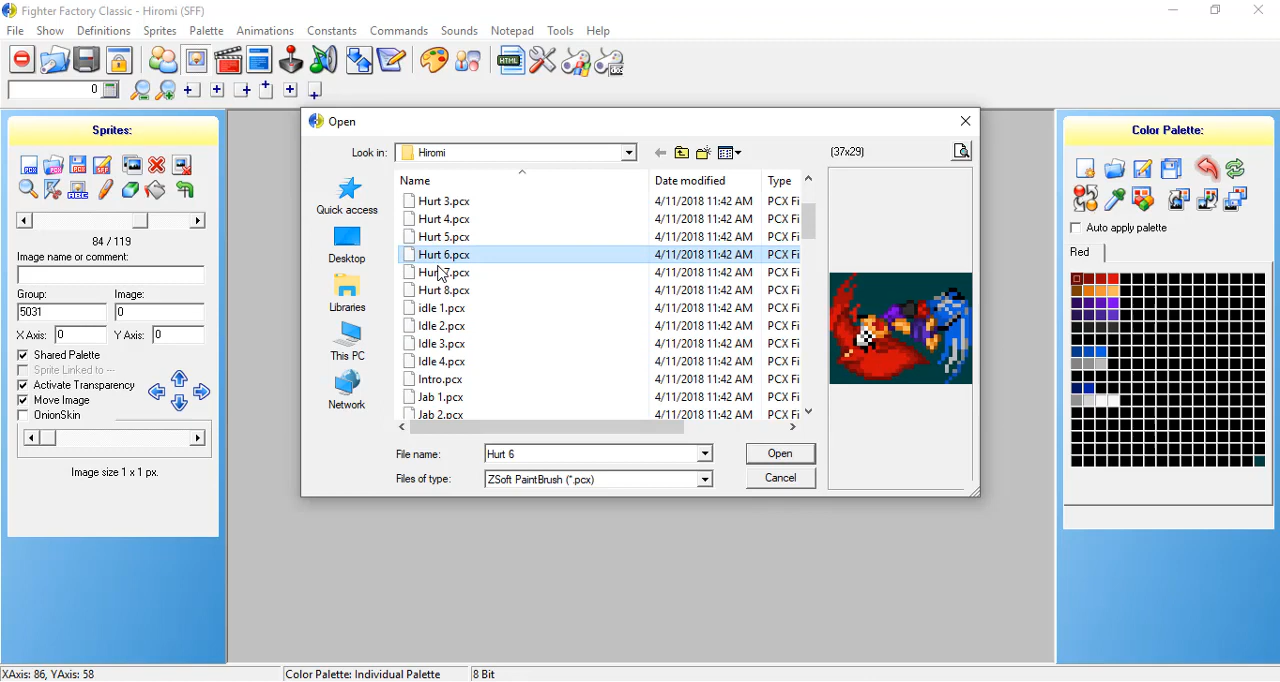 Fighter Factory Classic - Hiromi (SFF)
File Show Definitions Sprites Palette Animations Constants Commands Sounds Notepad Tools Help
0
Sprites:
84 / 119
Image name or comment:
Group: Image:
5031 0
X Axis: 0 Y Axis: 0
Shared Palette
Sprite Linked to ---
Activate Transparency
Move Image
OnionSkin
Image size 1 x 1 px.
Open
Look in: Hiromi
(37x29)
Quick access
Desktop
Libraries
This PC
Network
Name Date modified Type
Hurt 3.pcx 4/11/2018 11:42 AM PCX Fi
Hurt 4.pcx 4/11/2018 11:42 AM PCX Fi
Hurt 5.pcx 4/11/2018 11:42 AM PCX Fi
Hurt 6.pcx 4/11/2018 11:42 AM PCX Fi
Hurt 7.pcx 4/11/2018 11:42 AM PCX Fi
Hurt 8.pcx 4/11/2018 11:42 AM PCX Fi
idle 1.pcx 4/11/2018 11:42 AM PCX Fi
Idle 2.pcx 4/11/2018 11:42 AM PCX Fi
Idle 3.pcx 4/11/2018 11:42 AM PCX Fi
Idle 4.pcx 4/11/2018 11:42 AM PCX Fi
Intro.pcx 4/11/2018 11:42 AM PCX Fi
Jab 1.pcx 4/11/2018 11:42 AM PCX Fi
Jab 2.pcx 4/11/2018 11:42 AM PCX Fi
File name: Hurt 6 Open
Files of type: ZSoft PaintBrush (*.pcx) Cancel
Color Palette:
Auto apply palette
Red
XAxis: 86, YAxis: 58 Color Palette: Individual Palette 8 Bit